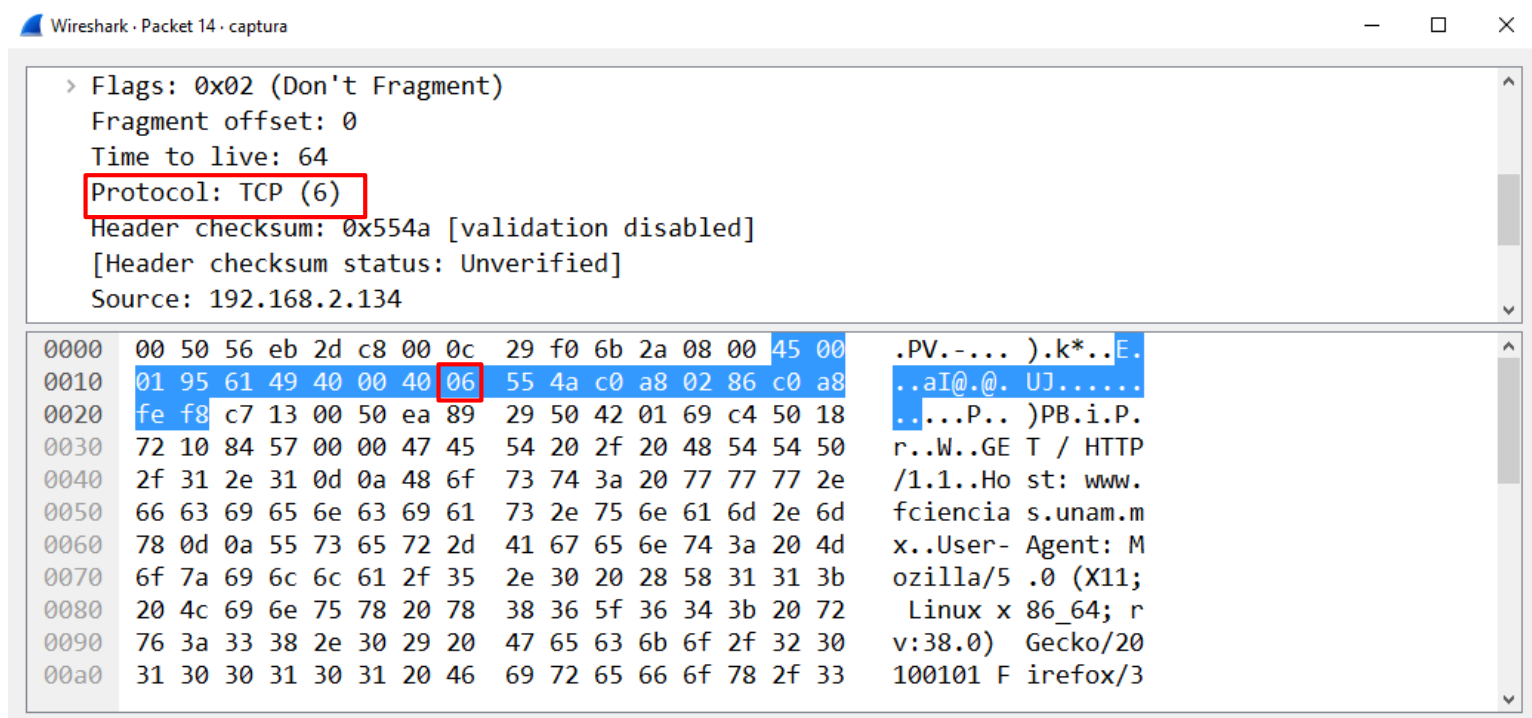 Wireshark · Packet 14 · captura
Flags: 0x02 (Don't Fragment)
Fragment offset: 0
Time to live: 64
Protocol: TCP (6)
Header checksum: 0x554a [validation disabled]
[Header checksum status: Unverified]
Source: 192.168.2.134
0000 00 50 56 eb 2d c8 00 0c 29 f0 6b 2a 08 00 45 00 .PV.-... ).k*..E.
0010 01 95 61 49 40 00 40 06 55 4a c0 a8 02 86 c0 a8 ..aI@.@. UJ......
0020 fe f8 c7 13 00 50 ea 89 29 50 42 01 69 c4 50 18 .....P.. )PB.i.P.
0030 72 10 84 57 00 00 47 45 54 20 2f 20 48 54 54 50 r..W..GE T / HTTP
0040 2f 31 2e 31 0d 0a 48 6f 73 74 3a 20 77 77 77 2e /1.1..Ho st: www.
0050 66 63 69 65 6e 63 69 61 73 2e 75 6e 61 6d 2e 6d fciencia s.unam.m
0060 78 0d 0a 55 73 65 72 2d 41 67 65 6e 74 3a 20 4d x..User- Agent: M
0070 6f 7a 69 6c 6c 61 2f 35 2e 30 20 28 58 31 31 3b ozilla/5 .0 (X11;
0080 20 4c 69 6e 75 78 20 78 38 36 5f 36 34 3b 20 72 Linux x 86_64; r
0090 76 3a 33 38 2e 30 29 20 47 65 63 6b 6f 2f 32 30 v:38.0) Gecko/20
00a0 31 30 30 31 30 31 20 46 69 72 65 66 6f 78 2f 33 100101 F irefox/3